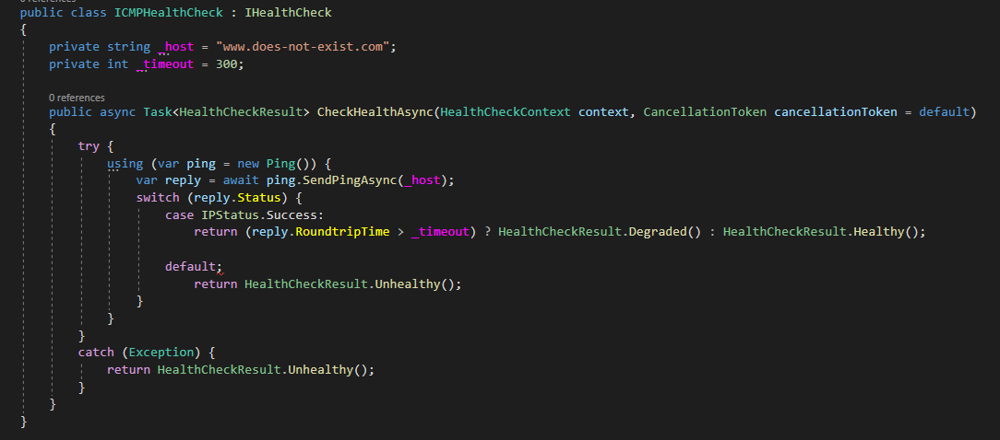 0 references
public class ICMPHealthCheck : IHealthCheck
{
    private string _host = "www.does-not-exist.com";
    private int _timeout = 300;

    0 references
    public async Task<HealthCheckResult> CheckHealthAsync(HealthCheckContext context, CancellationToken cancellationToken = default)
    {
        try {
            using (var ping = new Ping()) {
                var reply = await ping.SendPingAsync(_host);
                switch (reply.Status) {
                    case IPStatus.Success:
                        return (reply.RoundtripTime > _timeout) ? HealthCheckResult.Degraded() : HealthCheckResult.Healthy();

                    default;
                        return HealthCheckResult.Unhealthy();
                }
            }
        }
        catch (Exception) {
            return HealthCheckResult.Unhealthy();
        }
    }
}